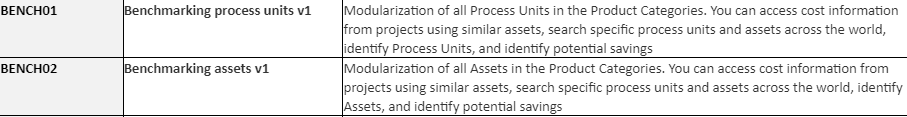 BENCH01 Benchmarking process units v1 Modularization of all Process Units in the Product Categories. You can access cost information
from projects using similar assets, search specific process units and assets across the world,
identify Process Units, and identify potential savings
BENCH02 Benchmarking assets v1 Modularization of all Assets in the Product Categories. You can access cost information from
projects using similar assets, search specific process units and assets across the world, identify
Assets, and identify potential savings